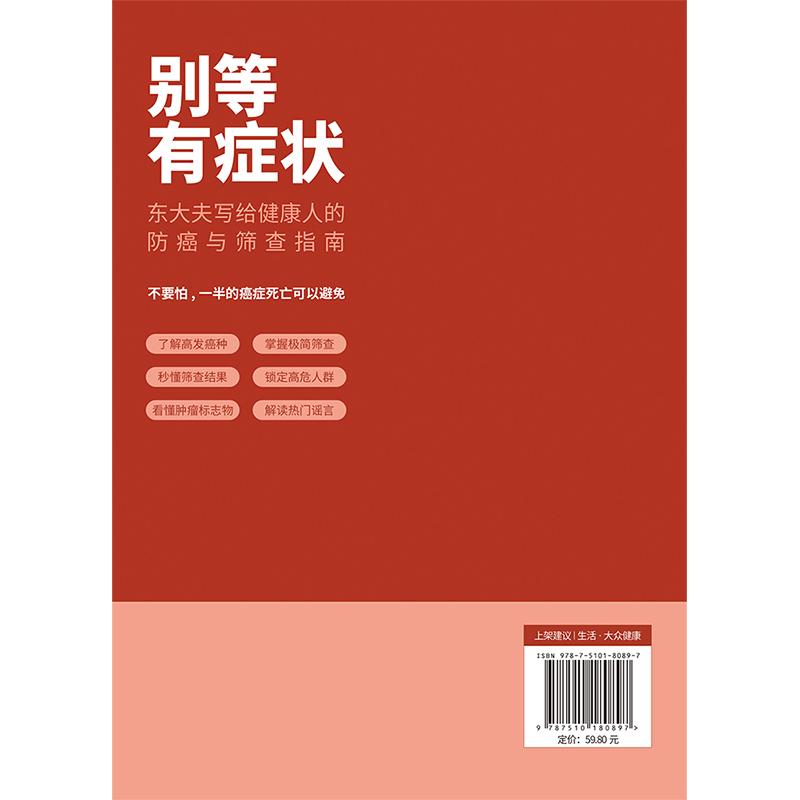 别等
有症状
东大夫写给健康人的
防癌与筛查指南
不要怕，一半的癌症死亡可以避免
了解高发癌种
掌握极简筛查
秒懂筛查结果
锁定高危人群
看懂肿瘤标志物
解读热门谣言
上架建议|生活·大众健康
ISBN 978-7-5101-8089-7
9 787510 180897>
定价：59.80 元